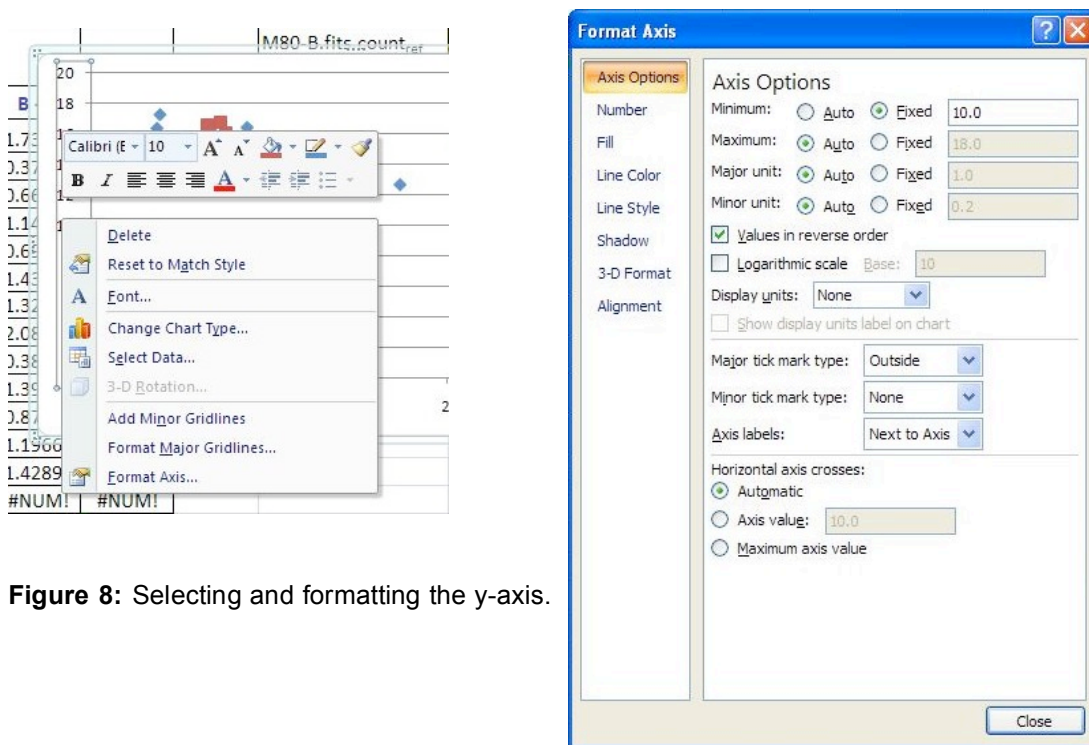 M80-B.fits.count_ref
20
B
18
1.73
Calibri (E
10
A A
0.37
B I A
0.66
12
1.14
Delete
0.69
Reset to Match Style
1.43
A Font...
1.32
Change Chart Type...
2.08
Select Data...
0.38
3-D Rotation...
1.39
2
Add Minor Gridlines
0.87
Format Major Gridlines...
1.1966
Format Axis...
1.4289
#NUM! #NUM!
Figure 8: Selecting and formatting the y-axis.
Format Axis
Axis Options
Number
Fill
Line Color
Line Style
Shadow
3-D Format
Alignment
Axis Options
Minimum: Auto Fixed 10.0
Maximum: Auto Fixed 18.0
Major unit: Auto Fixed 1.0
Minor unit: Auto Fixed 0.2
Values in reverse order
Logarithmic scale Base: 10
Display units: None
Show display units label on chart
Major tick mark type: Outside
Minor tick mark type: None
Axis labels: Next to Axis
Horizontal axis crosses:
Automatic
Axis value: 10.0
Maximum axis value
Close